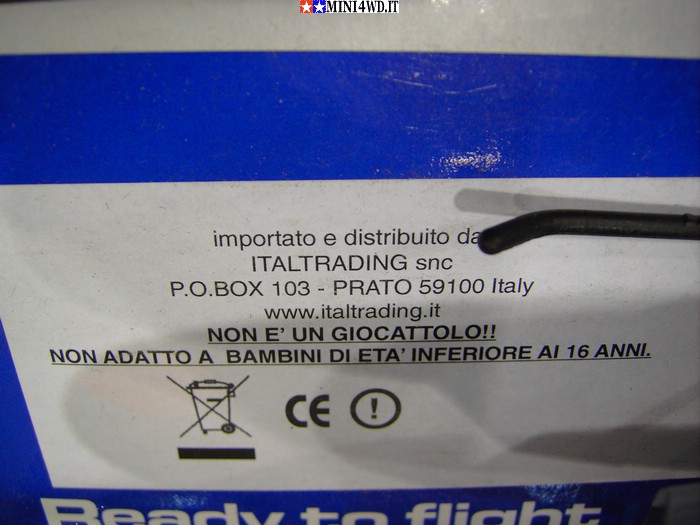 MINI4WD.IT
importato e distribuito da
ITALTRADING snc
P.O.BOX 103 - PRATO 59100 Italy
www.italtrading.it
NON E' UN GIOCATTOLO!!
NON ADATTO A BAMBINI DI ETA' INFERIORE AI 16 ANNI.
CE
Ready to flight